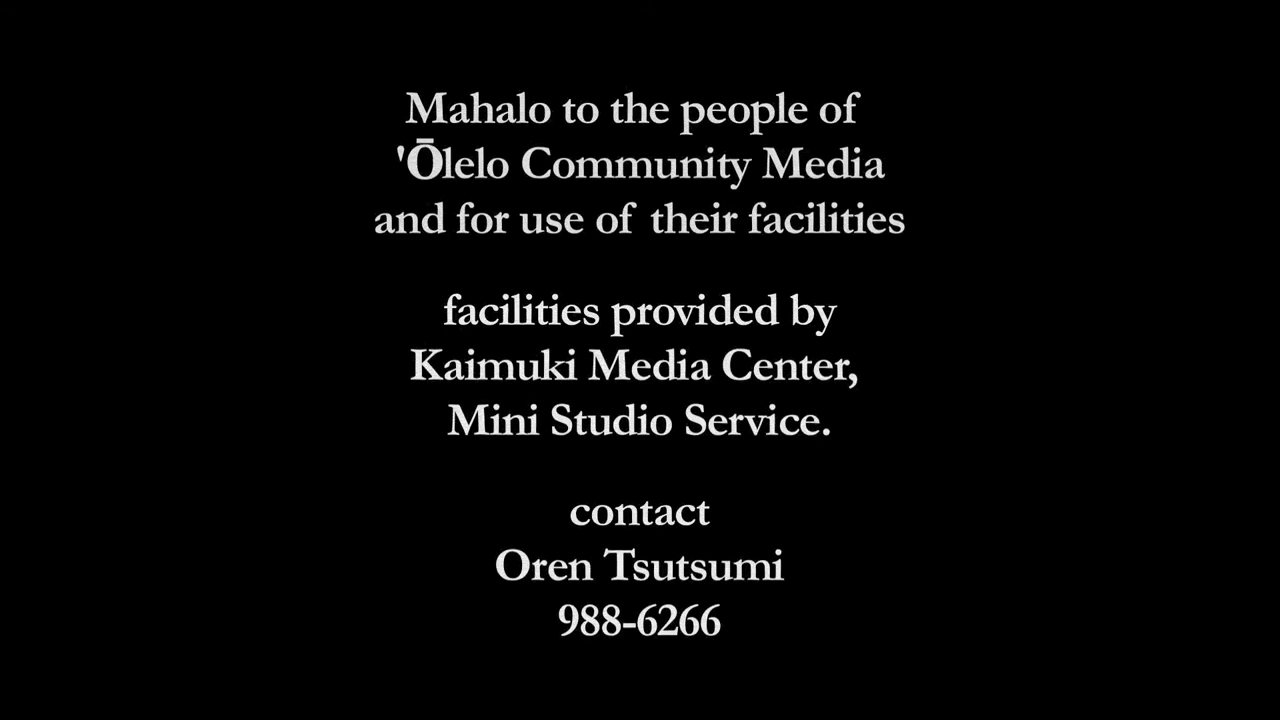 Mahalo to the people of
'Ōlelo Community Media
and for use of their facilities
facilities provided by
Kaimuki Media Center,
Mini Studio Service.
contact
Oren Tsutsumi
988-6266